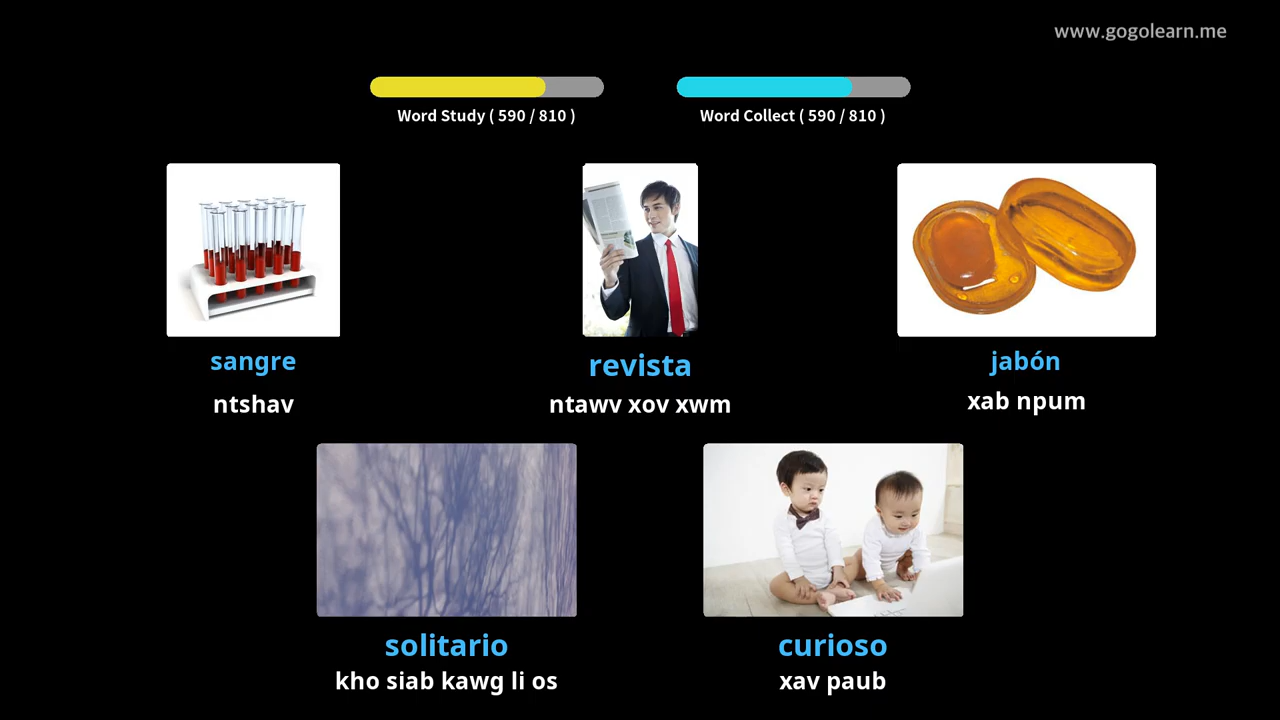 www.gogolearn.me
Word Study ( 590 / 810 )
Word Collect ( 590 / 810 )
sangre
ntshav
revista
ntawv xov xwm
jabón
xab npum
solitario
kho siab kawg li os
curioso
xav paub